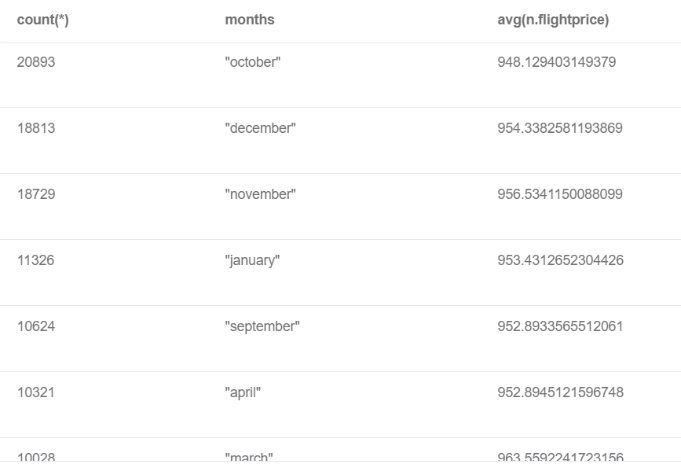 count(*) months avg(n.flightprice)
20893 "october" 948.129403149379
18813 "december" 954.3382581193869
18729 "november" 956.5341150088099
11326 "january" 953.4312652304426
10624 "september" 952.8933565512061
10321 "april" 952.8945121596748
10028 "march" 963.5592241723156